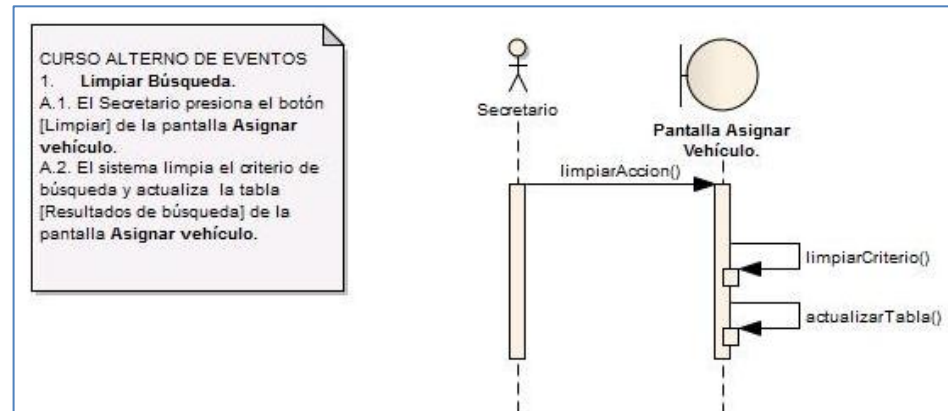 CURSO ALTERNO DE EVENTOS
1. Limpiar Búsqueda.
A.1. El Secretario presiona el botón
[Limpiar] de la pantalla Asignar
vehículo.
A.2. El sistema limpia el criterio de
búsqueda y actualiza la tabla
[Resultados de búsqueda] de la
pantalla Asignar vehículo.
Secretario
Pantalla Asignar
Vehículo.
limpiarAccion()
limpiarCriterio()
actualizarTabla()